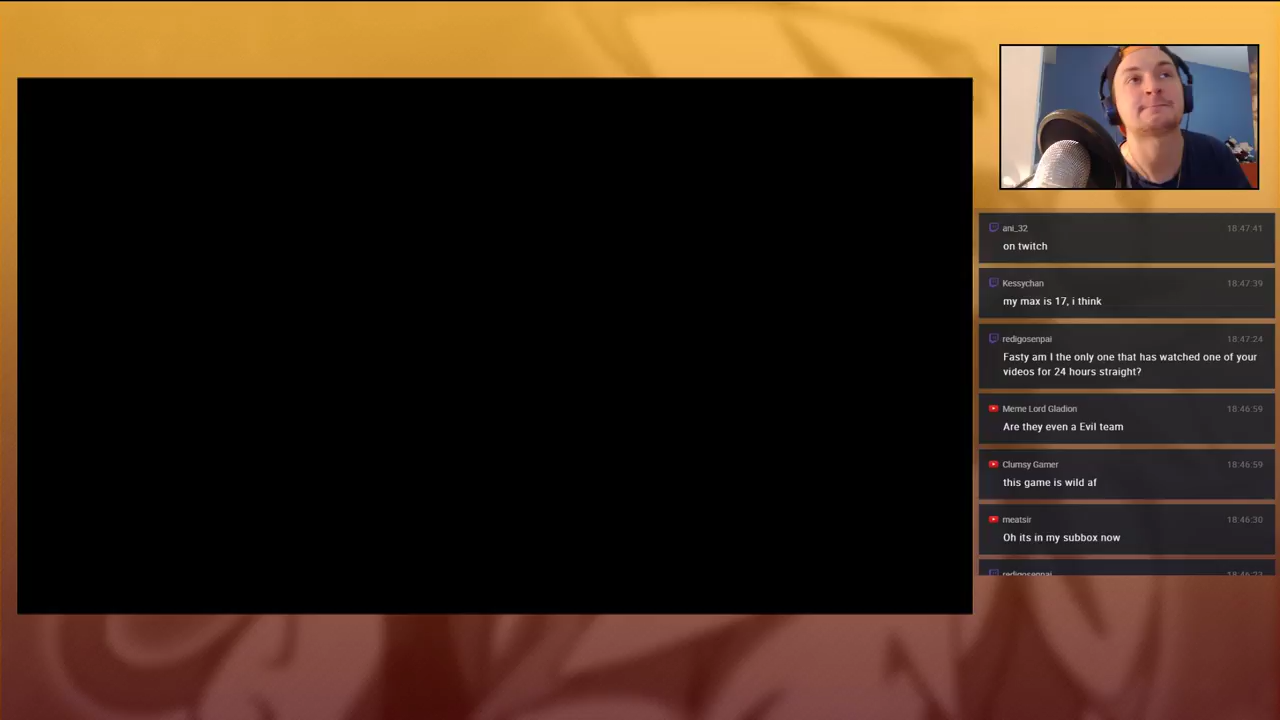 ani_32
18:47:41
on twitch
Kessychan
18:47:39
my max is 17, i think
redigosenpai
18:47:24
Fasty am I the only one that has watched one of your
videos for 24 hours straight?
Meme Lord Gladion
18:46:59
Are they even a Evil team
Clumsy Gamer
18:46:59
this game is wild af
meatsir
18:46:30
Oh its in my subbox now
redigosenpai